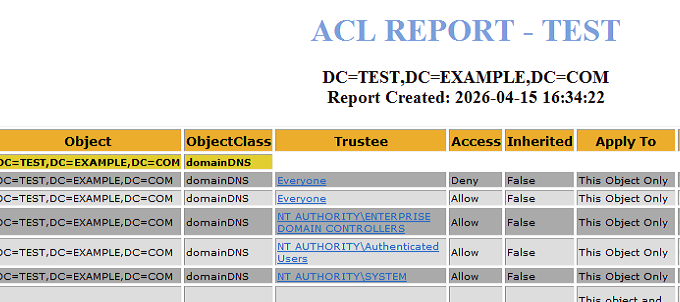 ACL REPORT - TEST
DC=TEST,DC=EXAMPLE,DC=COM
Report Created: 2026-04-15 16:34:22
Object ObjectClass Trustee Access Inherited Apply To
DC=TEST,DC=EXAMPLE,DC=COM domainDNS
DC=TEST,DC=EXAMPLE,DC=COM domainDNS Everyone Deny False This Object Only
DC=TEST,DC=EXAMPLE,DC=COM domainDNS Everyone Allow False This Object Only
DC=TEST,DC=EXAMPLE,DC=COM domainDNS NT AUTHORITY\ENTERPRISE DOMAIN CONTROLLERS Allow False This Object Only
DC=TEST,DC=EXAMPLE,DC=COM domainDNS NT AUTHORITY\Authenticated Users Allow False This Object Only
DC=TEST,DC=EXAMPLE,DC=COM domainDNS NT AUTHORITY\SYSTEM Allow False This Object Only
This object and